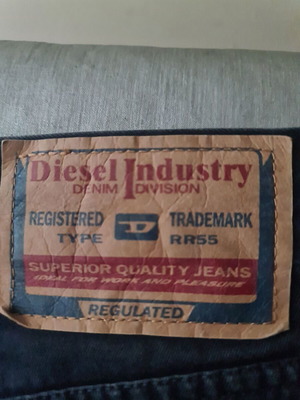 Diesel Industry
DENIM DIVISION
REGISTERED D TRADEMARK
TYPE RR55
SUPERIOR QUALITY JEANS
IDEAL FOR WORK AND PLEASURE
REGULATED